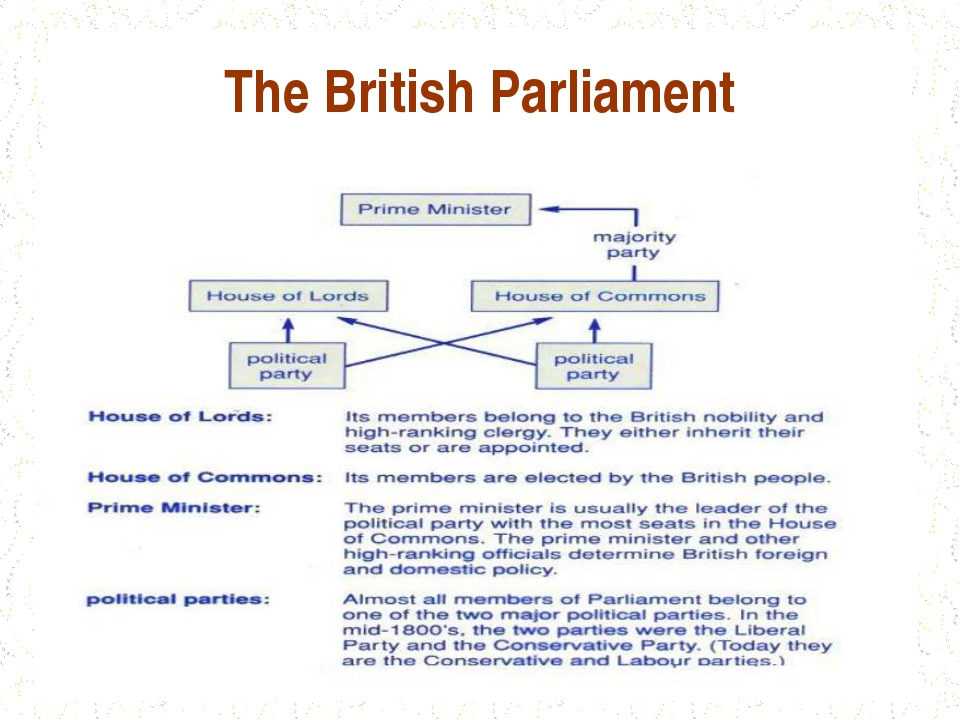 The British Parliament
Prime Minister
majority
party
House of Lords
House of Commons
political
party
political
party
House of Lords: Its members belong to the British nobility and
high-ranking clergy. They either inherit their
seats or are appointed.
House of Commons: Its members are elected by the British people.
Prime Minister: The prime minister is usually the leader of the
political party with the most seats in the House
of Commons. The prime minister and other
high-ranking officials determine British foreign
and domestic policy.
political parties: Almost all members of Parliament belong to
one of the two major political parties. In the
mid-1800's, the two parties were the Liberal
Party and the Conservative Party. (Today they
are the Conservative and Labour parties.)